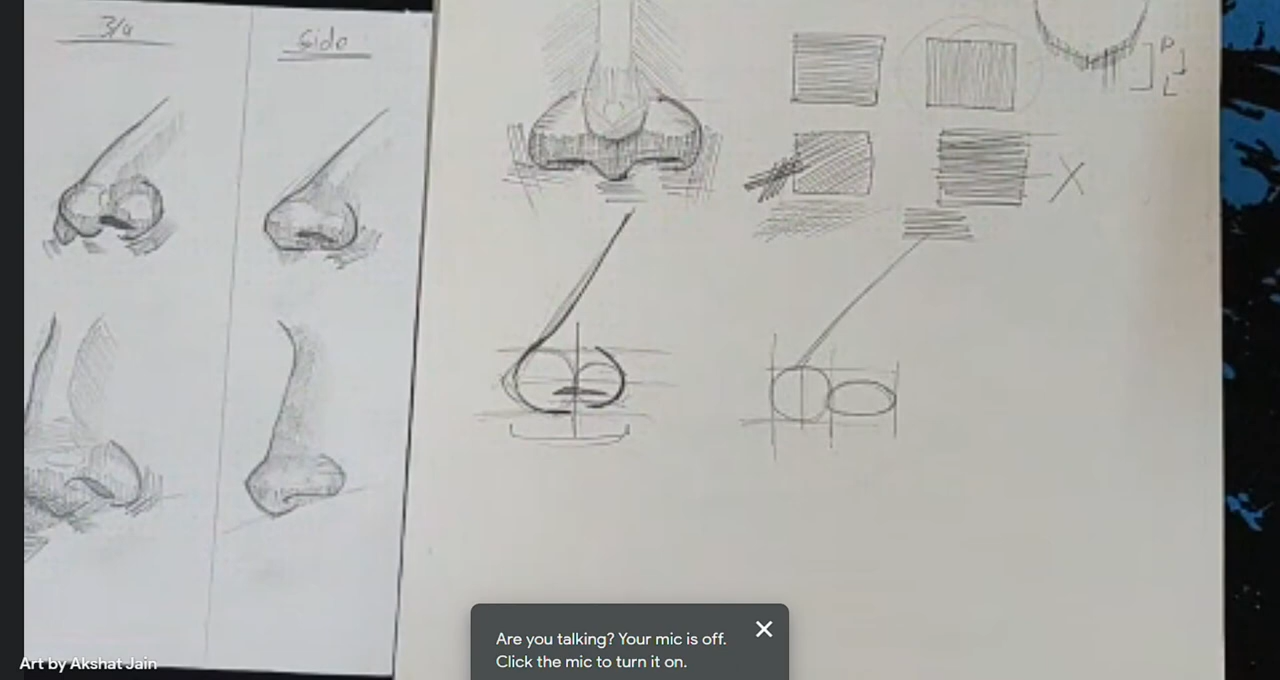 3/4
Side
P
L
X
Are you talking? Your mic is off.
Click the mic to turn it on.
Art by Akshat Jain